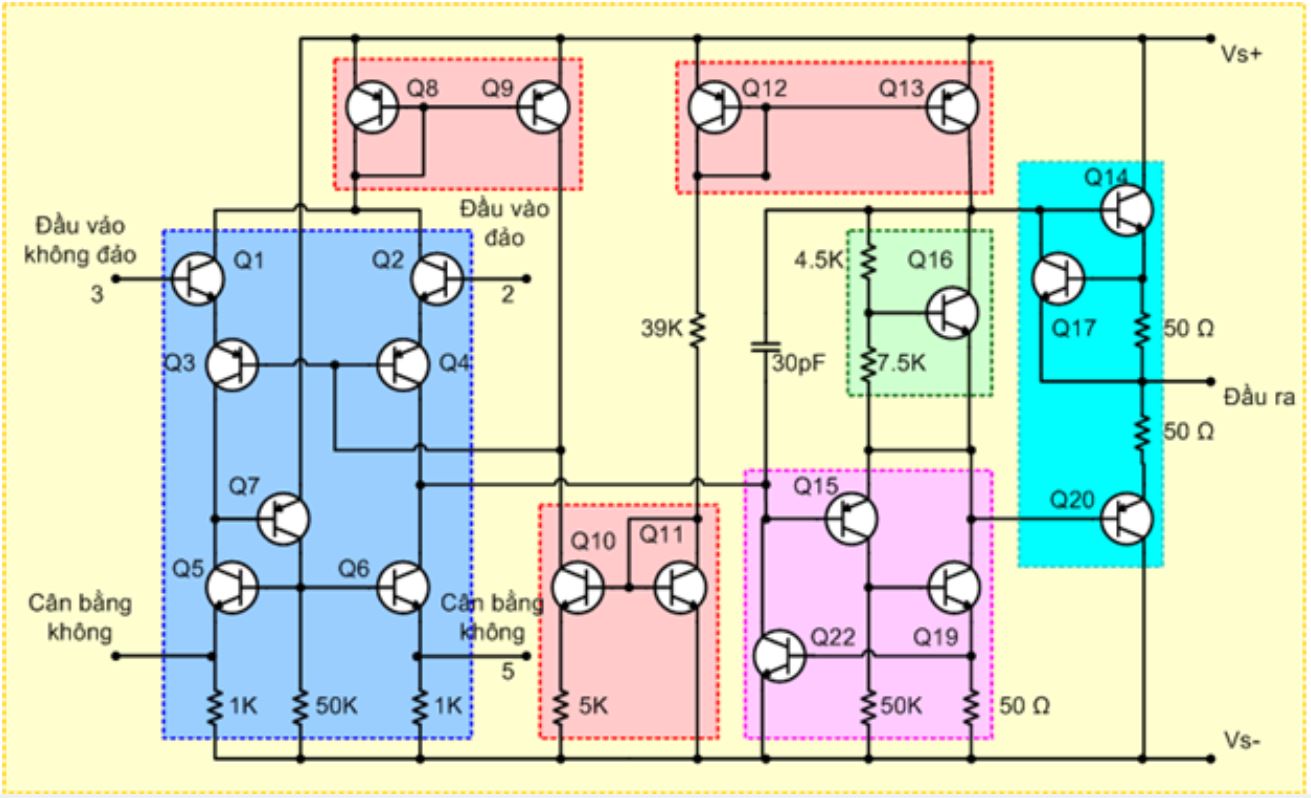 Vs+
Q8
Q9
Q12
Q13
Q14
Đầu váo
không đảo
3
Q1
Q2
Đầu vào
đảo
2
4.5K
Q16
Q17
50 Ω
39K
30pF
7.5K
Q3
Q4
Đầu ra
50 Ω
Q7
Q15
Q20
Q10
Q11
Q5
Q6
Cân bằng
không
Cân bằng
không
5
Q22
Q19
1K
50K
1K
5K
50K
50 Ω
Vs-